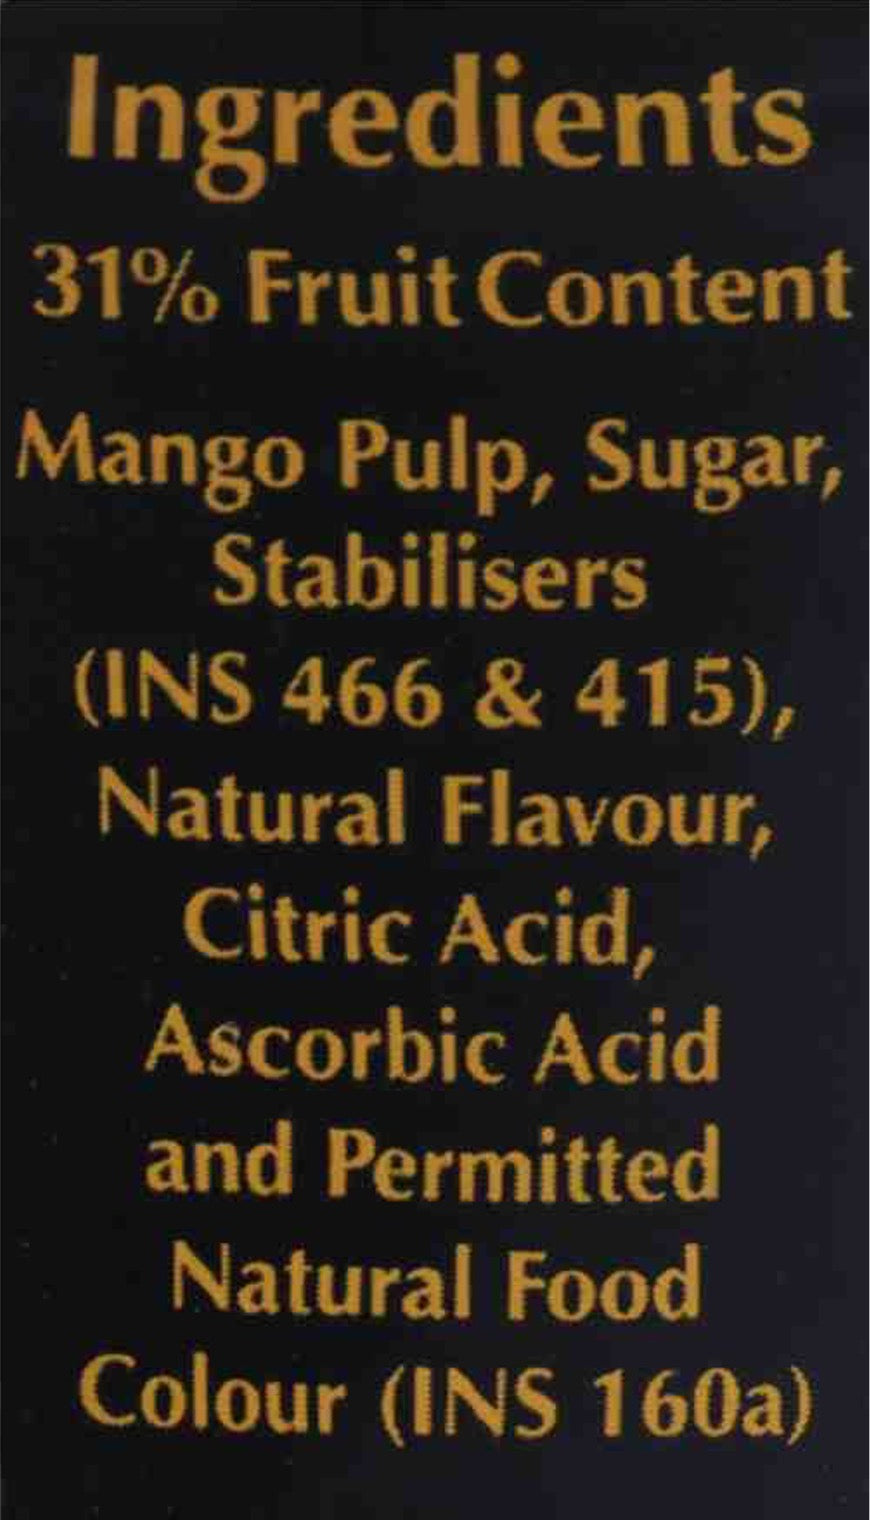 Ingredients
31% Fruit Content
Mango Pulp, Sugar,
Stabilisers
(INS 466 & 415),
Natural Flavour,
Citric Acid,
Ascorbic Acid
and Permitted
Natural Food
Colour (INS 160a)